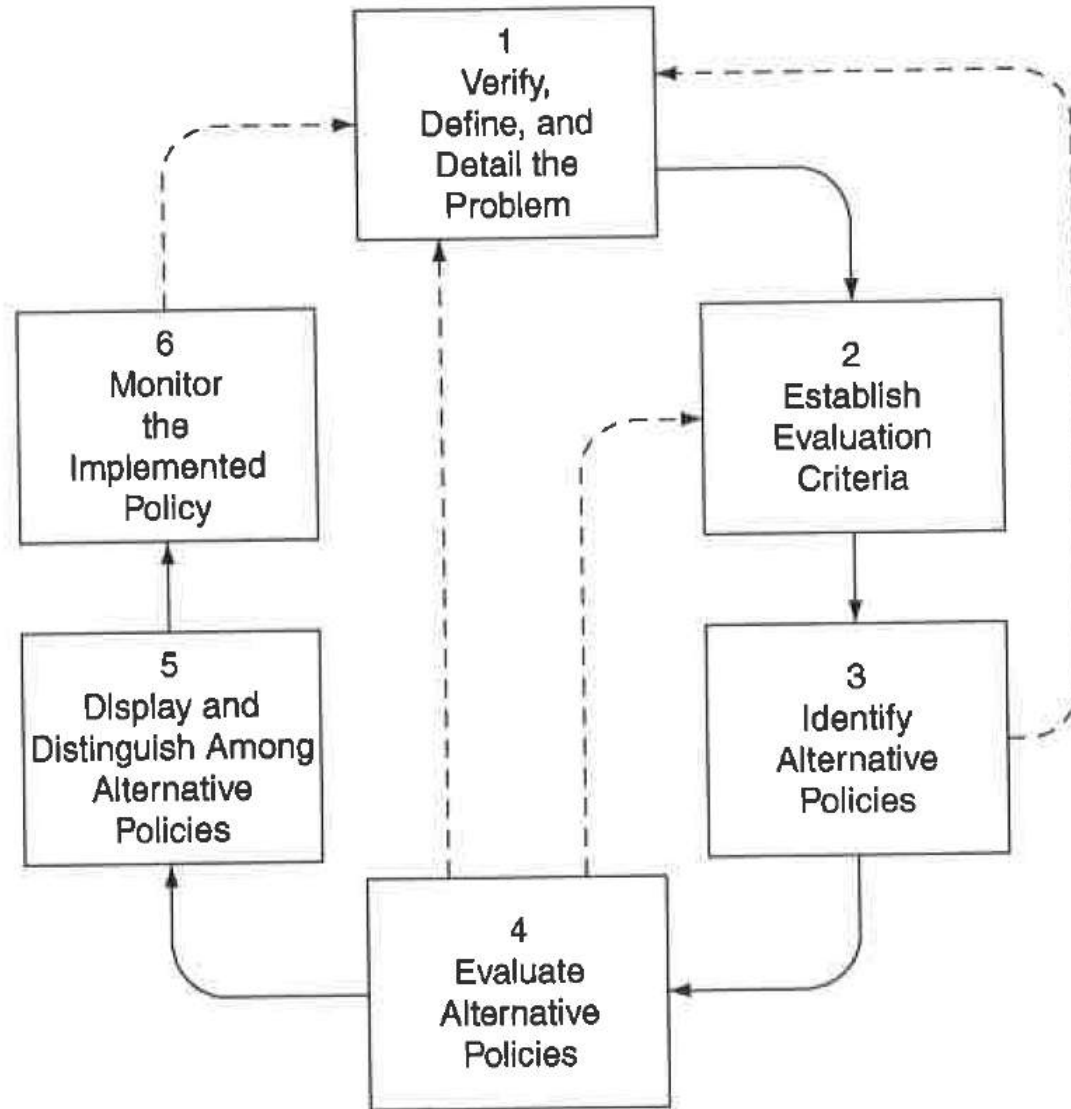 1
Verify,
Define, and
Detail the
Problem
2
Establish
Evaluation
Criteria
3
Identify
Alternative
Policies
4
Evaluate
Alternative
Policies
5
Display and
Distinguish Among
Alternative
Policies
6
Monitor
the
Implemented
Policy